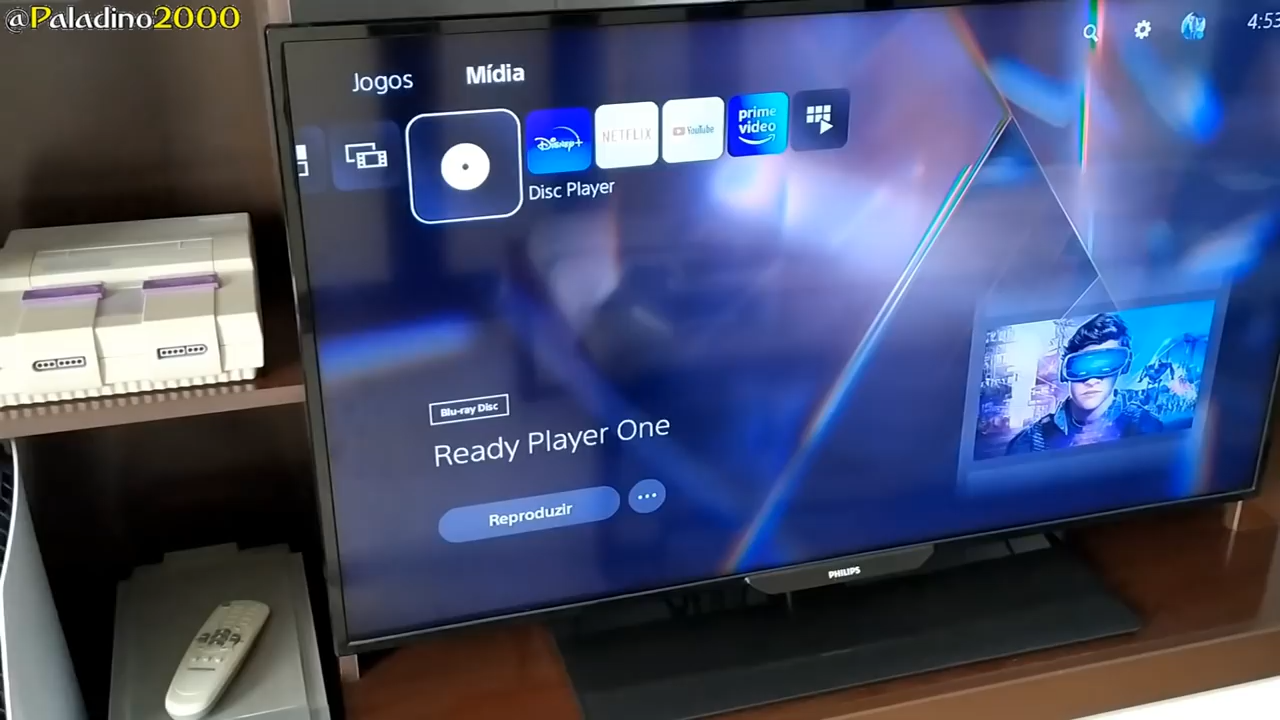 @Paladino2000
4:53
Jogos
Mídia
Disney+
NETFLIX
YouTube
prime
video
Disc Player
Blu-ray Disc
Ready Player One
Reproduzir
PHILIPS